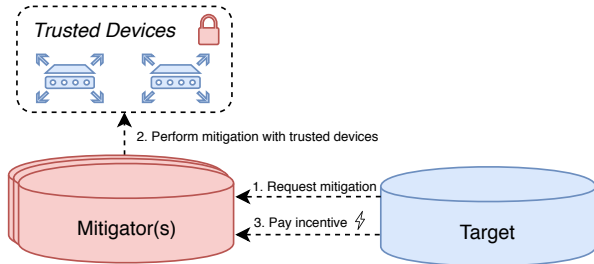 Trusted Devices
2. Perform mitigation with trusted devices
1. Request mitigation
Mitigator(s)
3. Pay incentive
Target